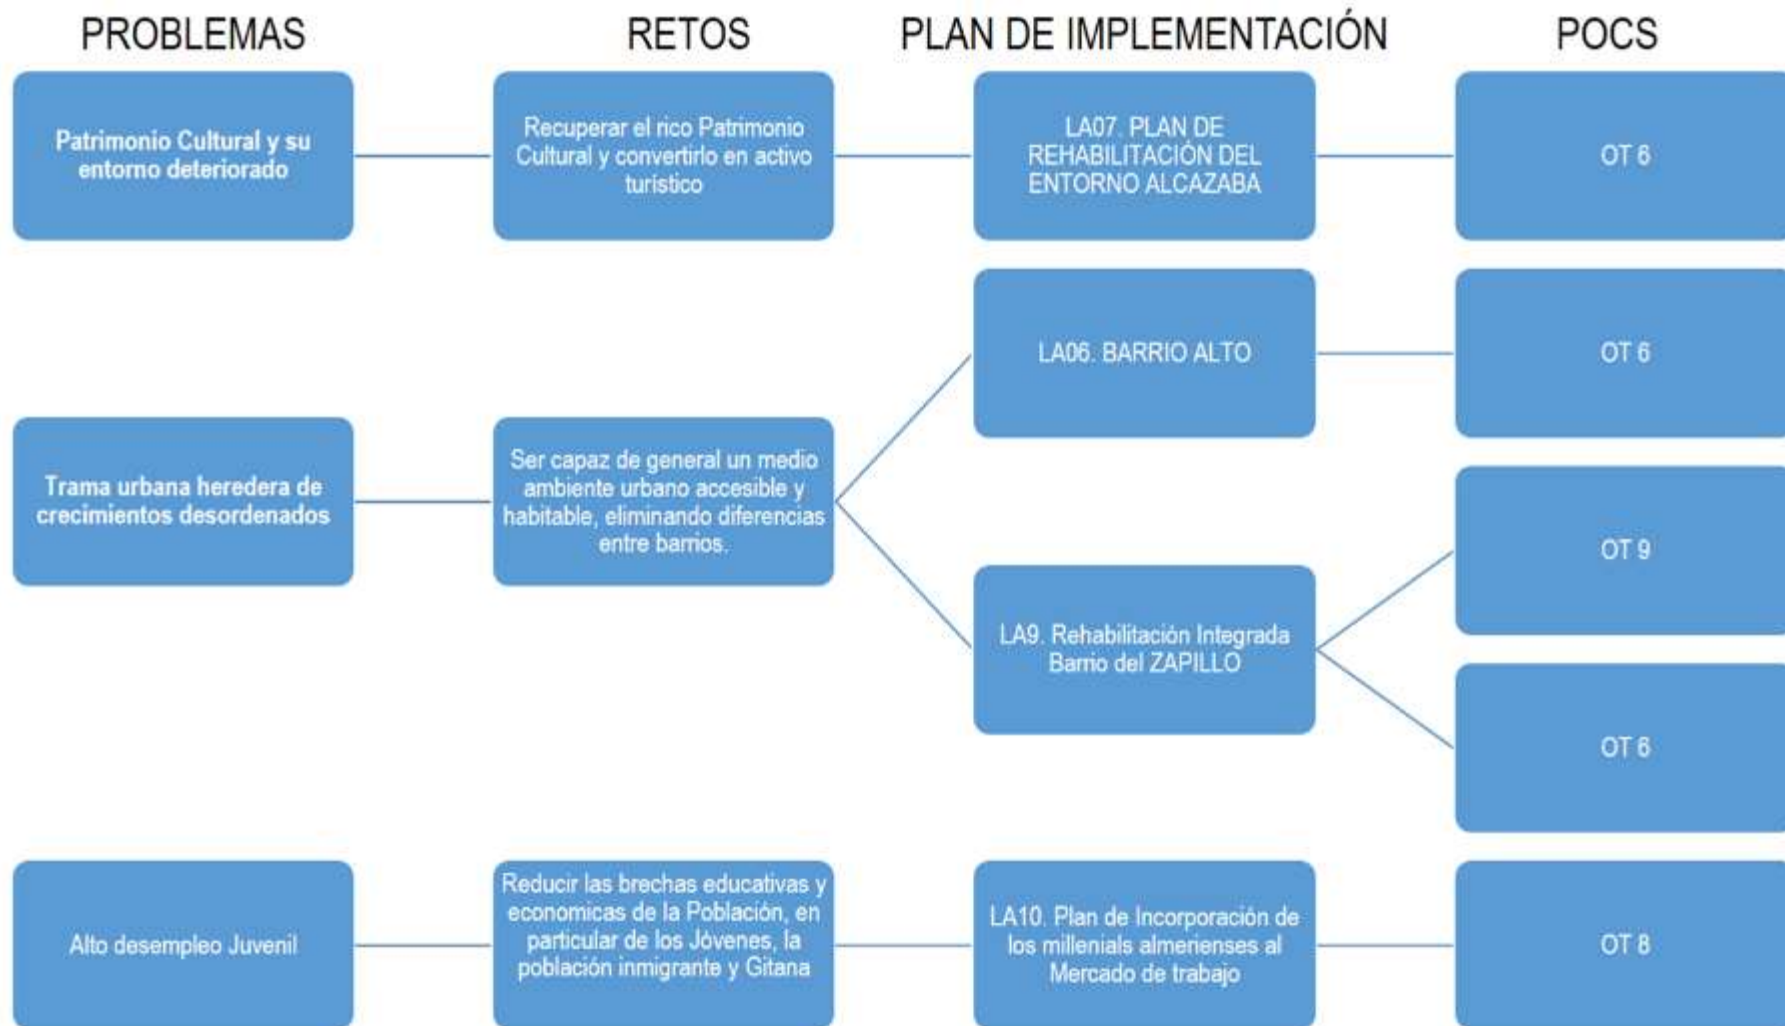 PROBLEMAS
RETOS
PLAN DE IMPLEMENTACIÓN
POCS
Patrimonio Cultural y su
entorno deteriorado
Recuperar el rico Patrimonio
Cultural y convertirlo en activo
turístico
LA07. PLAN DE
REHABILITACIÓN DEL
ENTORNO ALCAZABA
OT 6
Trama urbana heredera de
crecimientos desordenados
Ser capaz de general un medio
ambiente urbano accesible y
habitable, eliminando diferencias
entre barrios.
LA06. BARRIO ALTO
OT 6
LA9. Rehabilitación Integrada
Barrio del ZAPILLO
OT 9
OT 6
Alto desempleo Juvenil
Reducir las brechas educativas y
economicas de la Población, en
particular de los Jóvenes, la
población inmigrante y Gitana
LA10. Plan de Incorporación de
los millenials almerienses al
Mercado de trabajo
OT 8